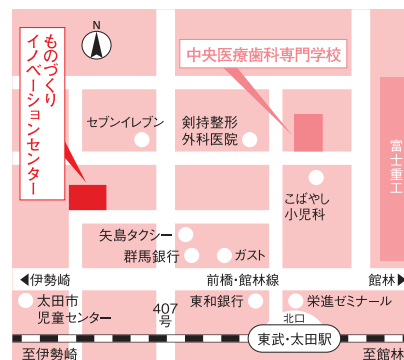 N
ものづくり
イノベーションセンター
中央医療歯科専門学校
セブンイレブン
剣持整形
外科医院
富士重工
こばやし
小児科
矢島タクシー
群馬銀行
ガスト
◀伊勢崎
前橋・館林線
館林▶
太田市
児童センター
407
号
東和銀行
栄進ゼミナール
北口
東武・太田駅
至伊勢崎
至館林